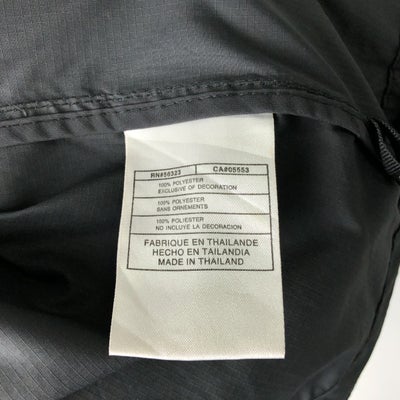 RN#56323 CA#05553
100% POLYESTER
EXCLUSIVE OF DECORATION
100% POLYESTER
SANS ORNEMENTS
100% POLIESTER
NO INCLUYE LA DECORACION
FABRIQUE EN THAILANDE
HECHO EN TAILANDIA
MADE IN THAILAND